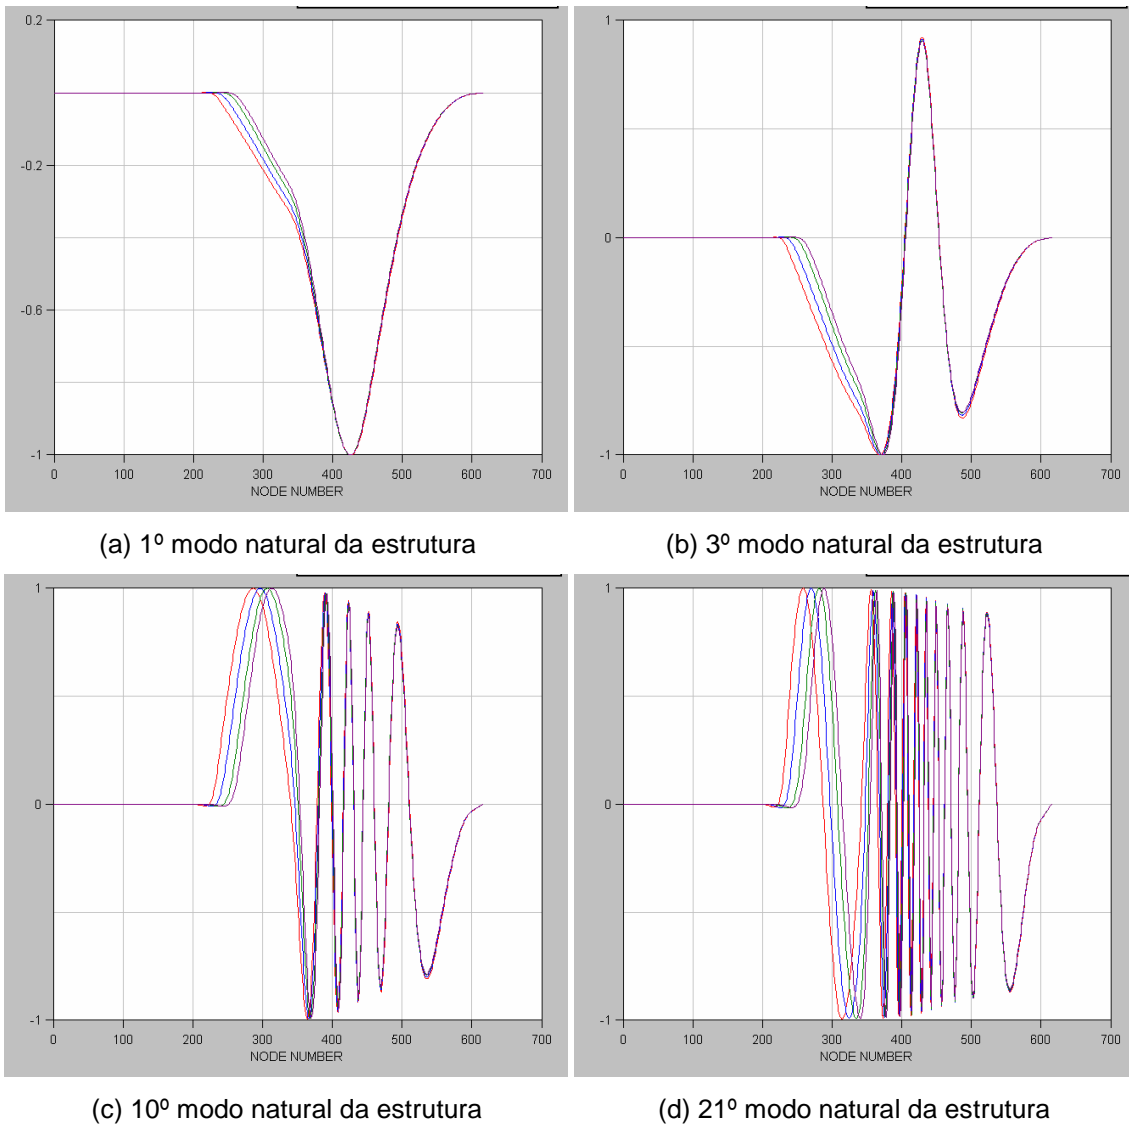 0.2
0.0
-0.2
-0.6
-1
0 100 200 300 400 500 600 700
NODE NUMBER
(a) 1º modo natural da estrutura
1
0
-1
0 100 200 300 400 500 600 700
NODE NUMBER
(b) 3º modo natural da estrutura
1
0
-1
0 100 200 300 400 500 600 700
NODE NUMBER
(c) 10º modo natural da estrutura
1
0
-1
0 100 200 300 400 500 600 700
NODE NUMBER
(d) 21º modo natural da estrutura